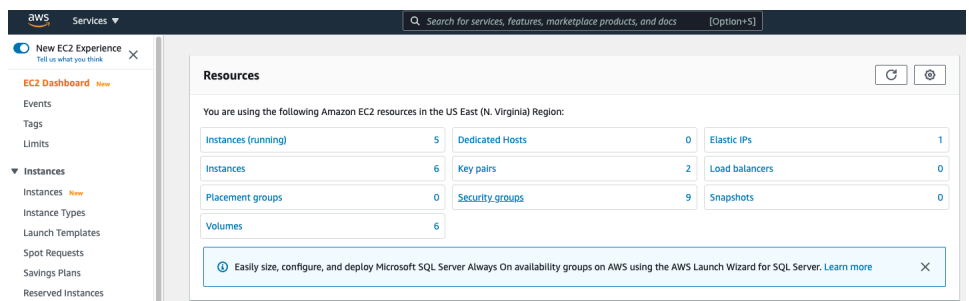 aws Services ▼ Search for services, features, marketplace products, and docs [Option+S]
New EC2 Experience
Tell us what you think
EC2 Dashboard New
Events
Tags
Limits
▼ Instances
Instances New
Instance Types
Launch Templates
Spot Requests
Savings Plans
Reserved Instances
Resources
You are using the following Amazon EC2 resources in the US East (N. Virginia) Region:
Instances (running) 5 Dedicated Hosts 0 Elastic IPs 1
Instances 6 Key pairs 2 Load balancers 0
Placement groups 0 Security groups 9 Snapshots 0
Volumes 6
Easily size, configure, and deploy Microsoft SQL Server Always On availability groups on AWS using the AWS Launch Wizard for SQL Server. Learn more